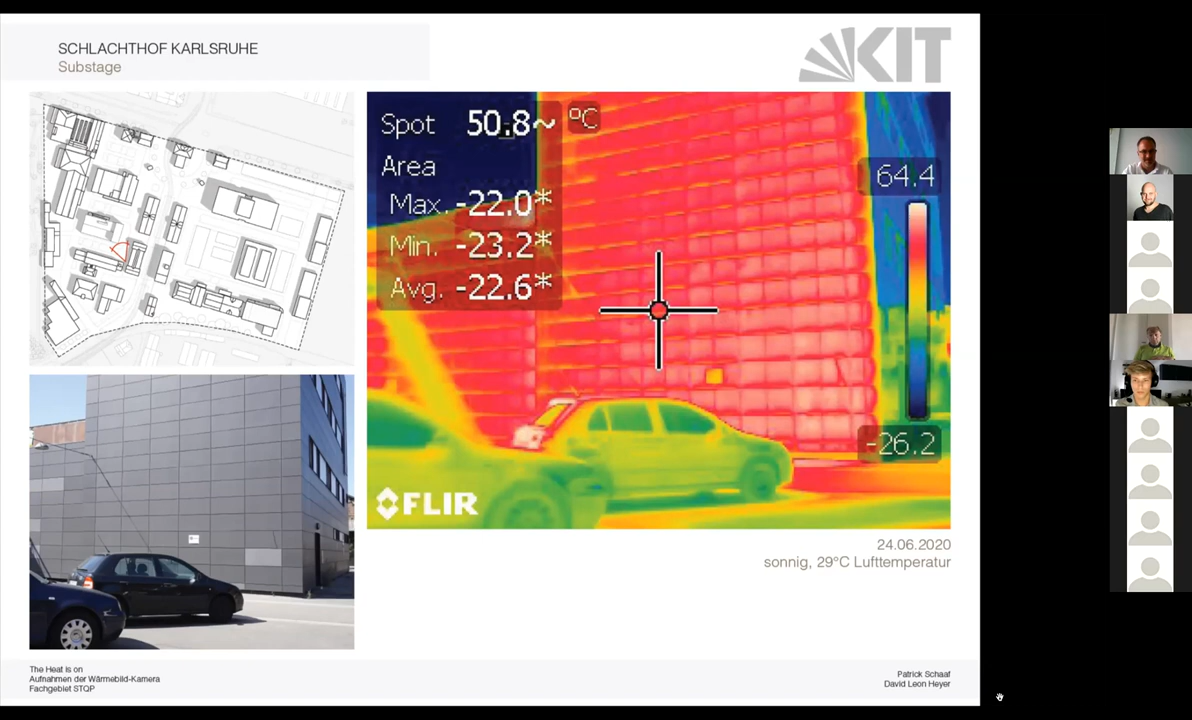 SCHLACHTHOF KARLSRUHE
Substage
KIT
Spot 50.8~ °C
Area
Max. -22.0*
Min. -23.2*
Avg. -22.6*
64.4
-26.2
FLIR
24.06.2020
sonnig, 29°C Lufttemperatur
The Heat is on
Aufnahmen der Wärmebild-Kamera
Fachgebiet STQP
Patrick Schaaf
David Leon Heyer